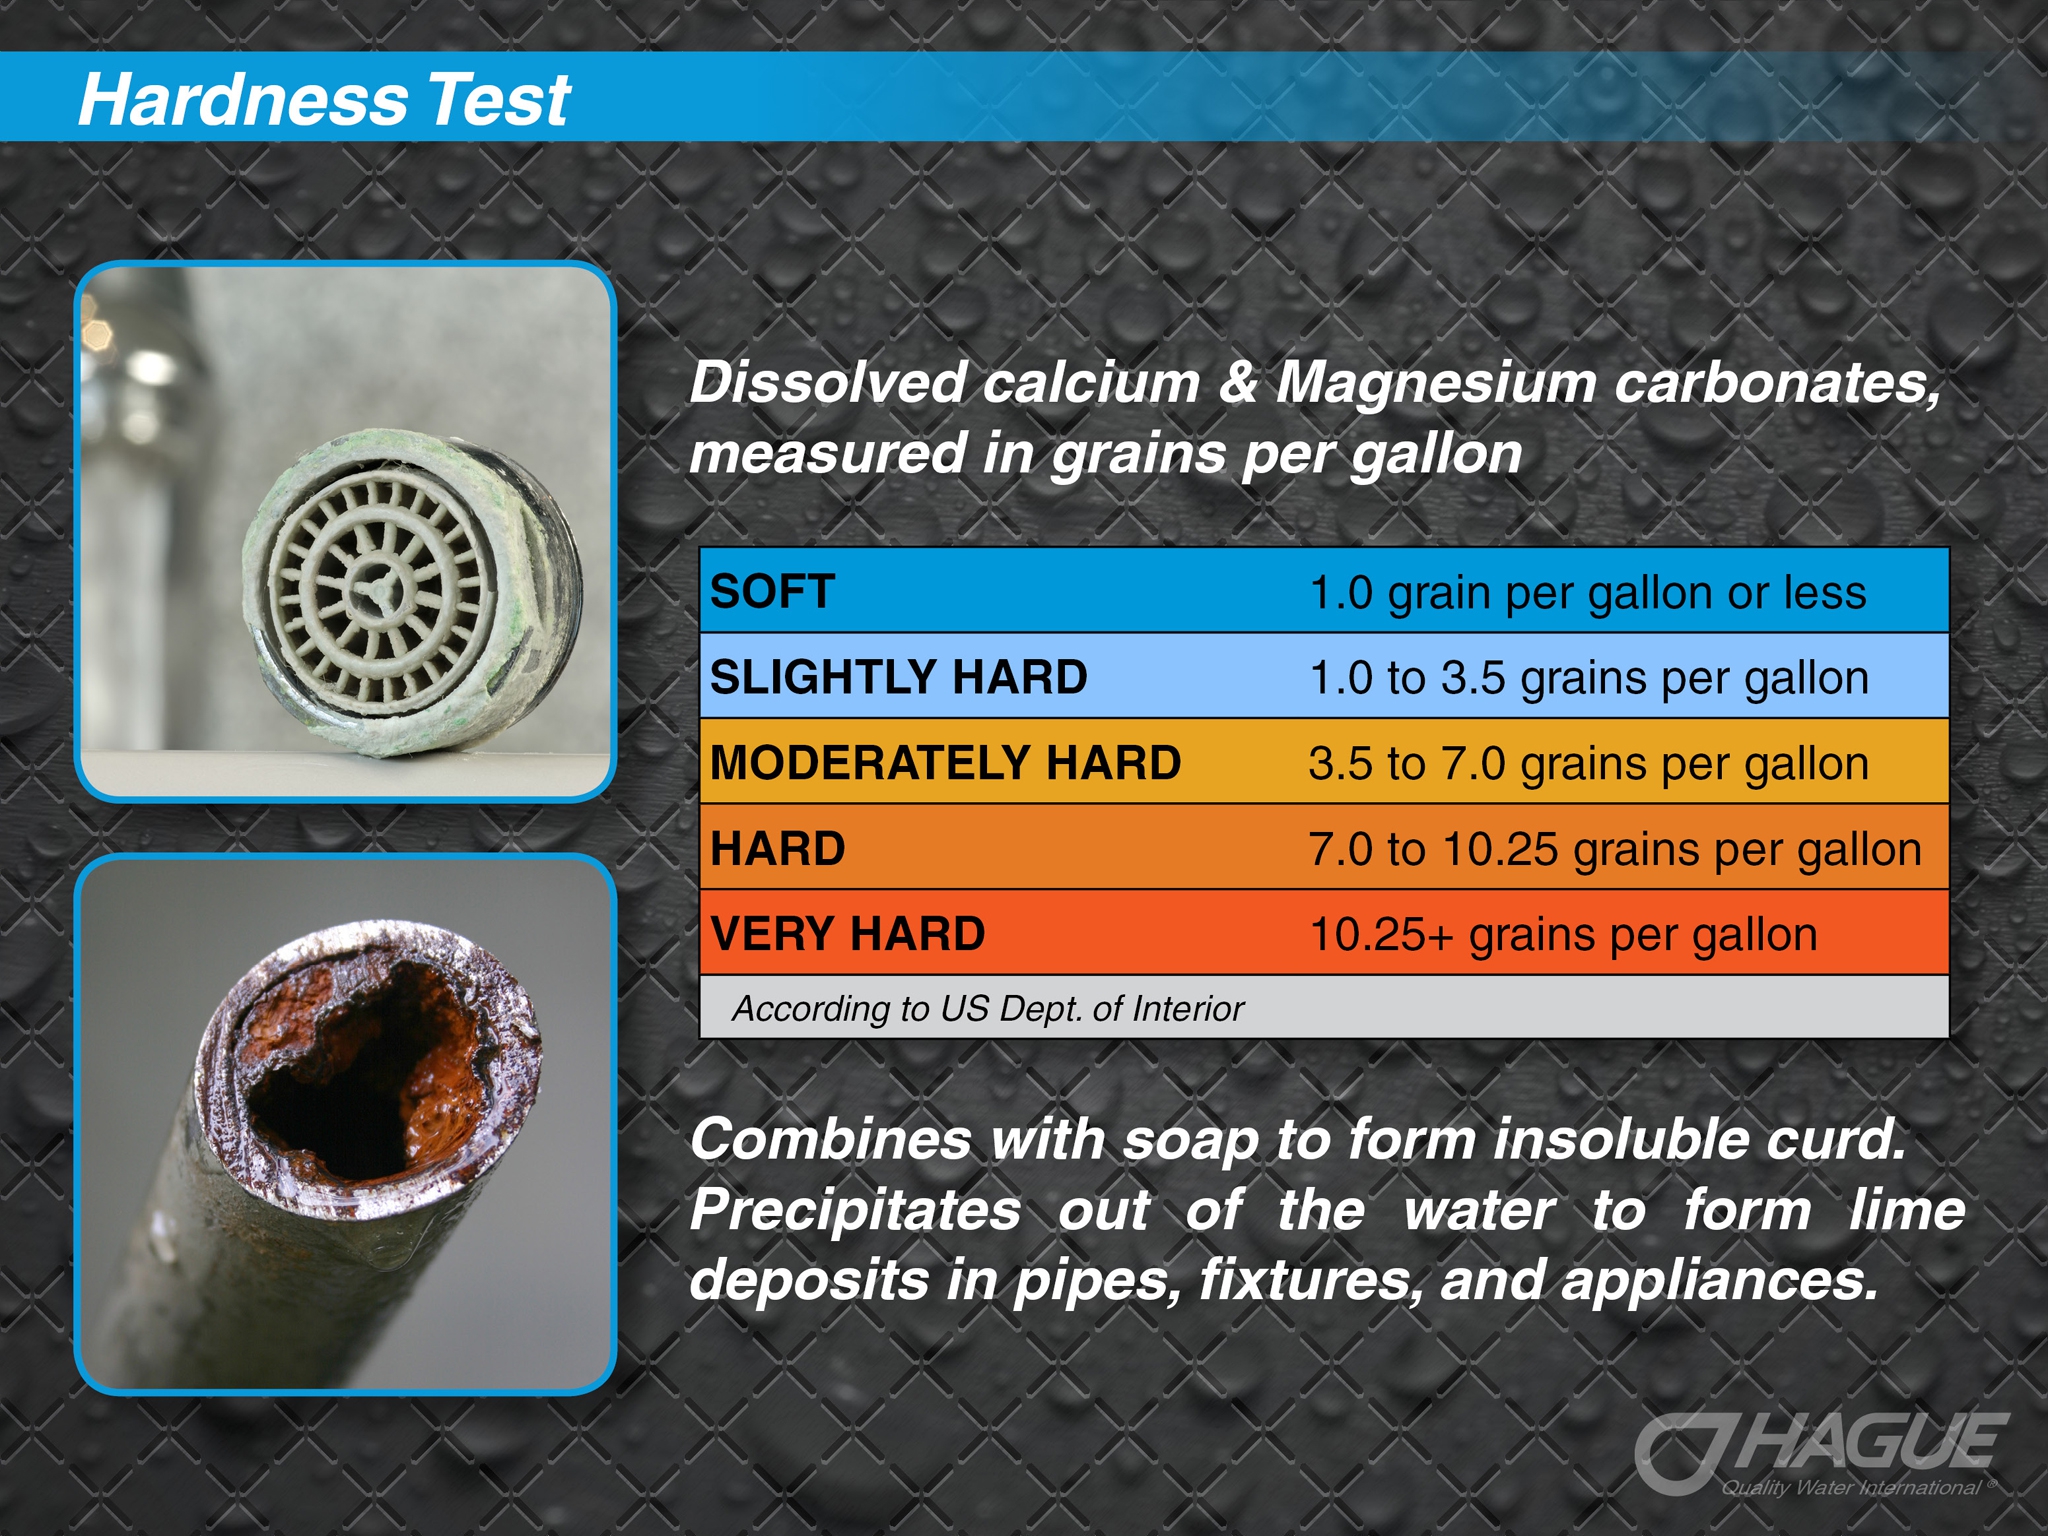 Hardness Test
Dissolved calcium & Magnesium carbonates,
measured in grains per gallon
SOFT 1.0 grain per gallon or less
SLIGHTLY HARD 1.0 to 3.5 grains per gallon
MODERATELY HARD 3.5 to 7.0 grains per gallon
HARD 7.0 to 10.25 grains per gallon
VERY HARD 10.25+ grains per gallon
According to US Dept. of Interior
Combines with soap to form insoluble curd.
Precipitates out of the water to form lime
deposits in pipes, fixtures, and appliances.
HAGUE
Quality Water International®